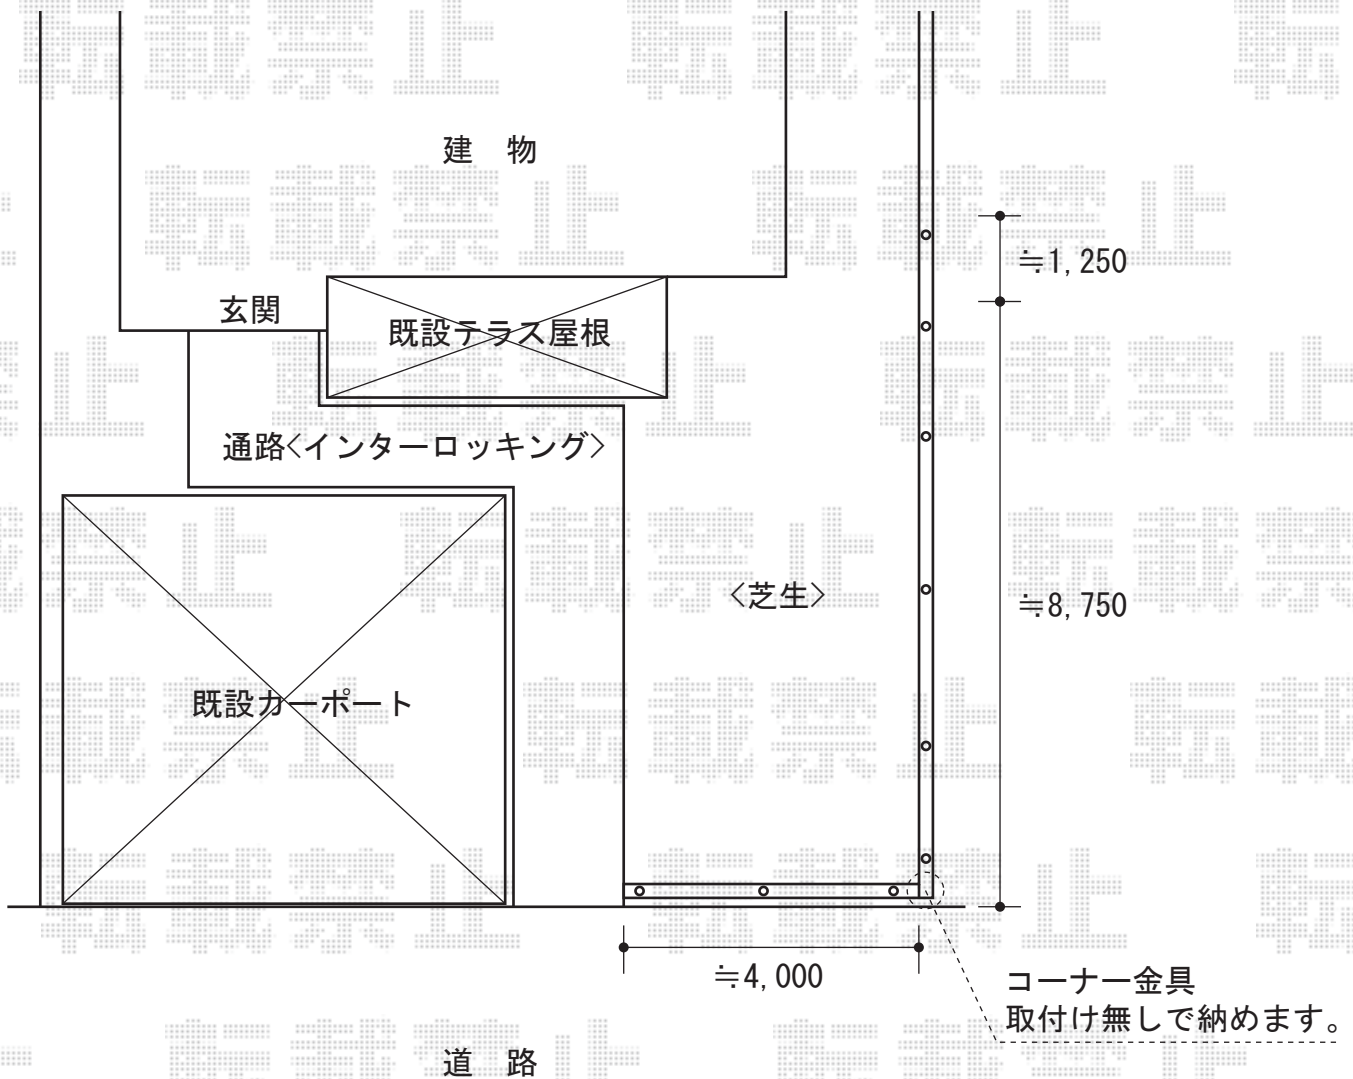 建　物
≒1,250
玄関
既設テラス屋根
通路<インターロッキング>
<芝生>
≒8,750
既設カーポート
≒4,000
コーナー金具
取付け無しで納めます。
道　路
転載禁止